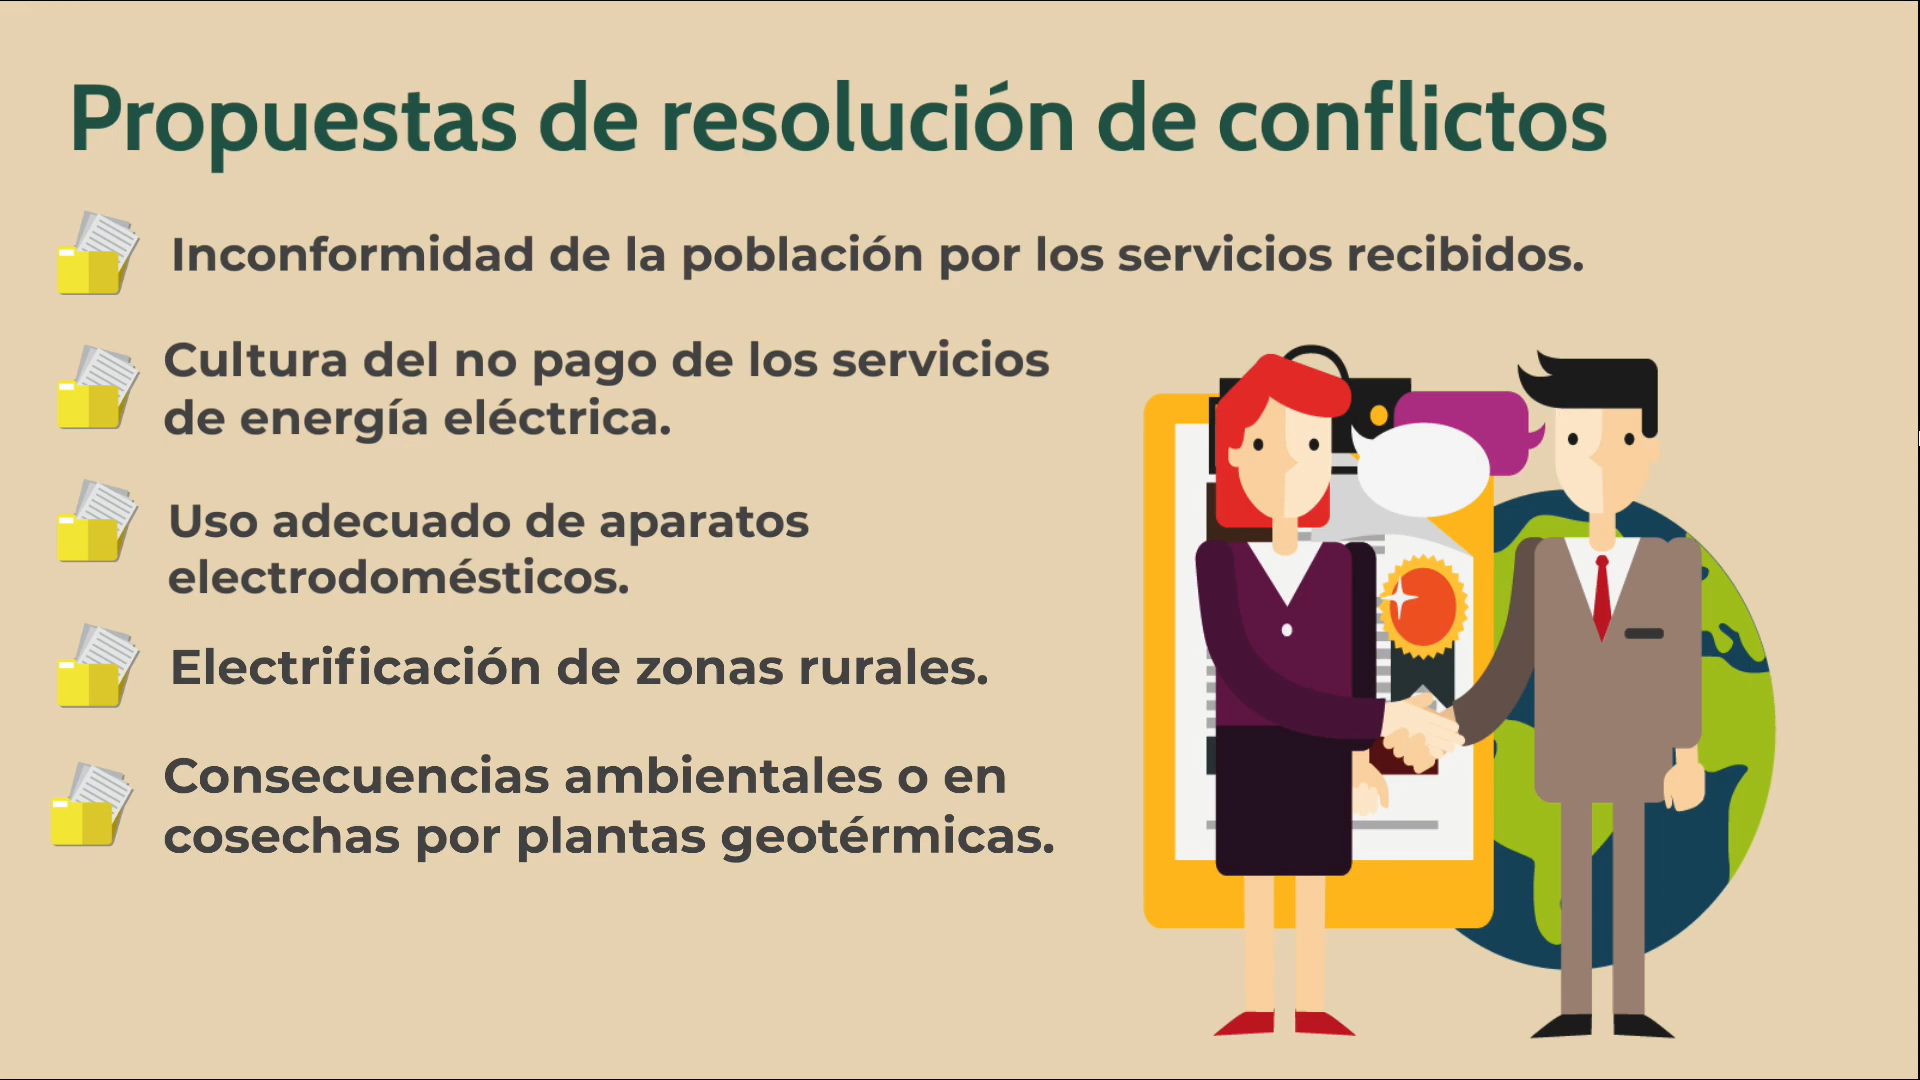 Propuestas de resolución de conflictos
Inconformidad de la población por los servicios recibidos.
Cultura del no pago de los servicios
de energía eléctrica.
Uso adecuado de aparatos
electrodomésticos.
Electrificación de zonas rurales.
Consecuencias ambientales o en
cosechas por plantas geotérmicas.